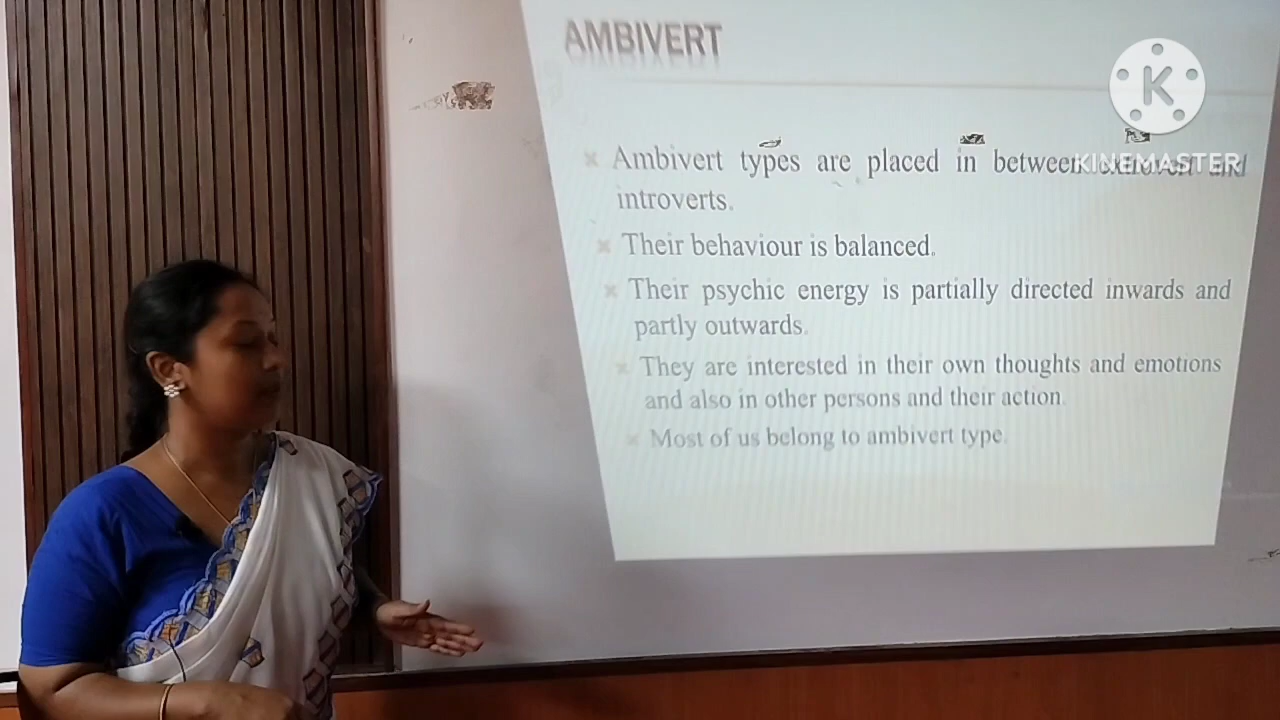 AMBIVERT
K
KINEMASTER
Ambivert types are placed in between extrovert and
introverts.
Their behaviour is balanced.
Their psychic energy is partially directed inwards and
partly outwards.
They are interested in their own thoughts and emotions
and also in other persons and their action.
Most of us belong to ambivert type.